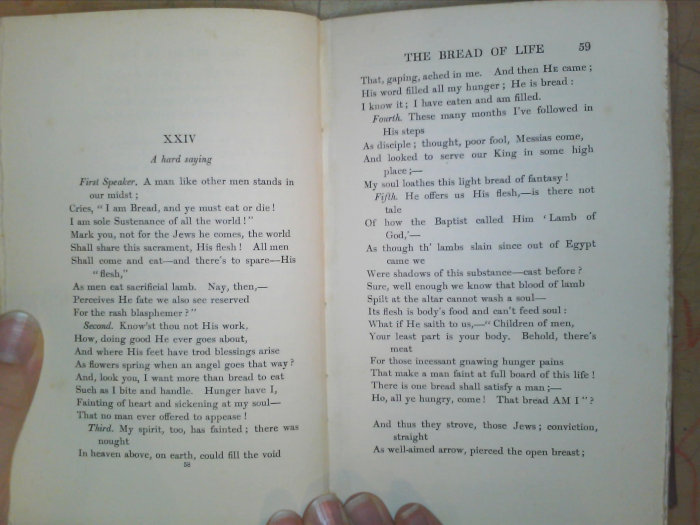 XXIV
A hard saying
First Speaker. A man like other men stands in
our midst;
Cries, "I am Bread, and ye must eat or die!
I am sole Sustenance of all the world!"
Mark you, not for the Jews he comes, the world
Shall share this sacrament, His flesh! All men
Shall come and eat—and there's to spare—His
"flesh,"
As men eat sacrificial lamb. Nay, then,—
Perceives He fate we also see reserved
For the rash blasphemer?"
Second. Know'st thou not His work,
How, doing good He ever goes about,
And where His feet have trod blessings arise
As flowers spring when an angel goes that way?
And, look you, I want more than bread to eat
Such as I bite and handle. Hunger have I,
Fainting of heart and sickening at my soul—
That no man ever offered to appease!
Third. My spirit, too, has fainted; there was
nought
In heaven above, on earth, could fill the void
58
THE BREAD OF LIFE 59
That, gaping, ached in me. And then HE came;
His word filled all my hunger; He is bread:
I know it; I have eaten and am filled.
Fourth. These many months I've followed in
His steps
As disciple; thought, poor fool, Messias come,
And looked to serve our King in some high
place;—
My soul loathes this light bread of fantasy!
Fifth. He offers us His flesh,—is there not
tale
Of how the Baptist called Him 'Lamb of
God,'—
As though th' lambs slain since out of Egypt
came we
Were shadows of this substance—cast before?
Sure, well enough we know that blood of lamb
Spilt at the altar cannot wash a soul—
Its flesh is body's food and can't feed soul:
What if He saith to us,—"Children of men,
Your least part is your body. Behold, there's
meat
For those incessant gnawing hunger pains
That make a man faint at full board of this life!
There is one bread shall satisfy a man;—
Ho, all ye hungry, come! That bread AM I"?
And thus they strove, those Jews; conviction,
straight
As well-aimed arrow, pierced the open breast;